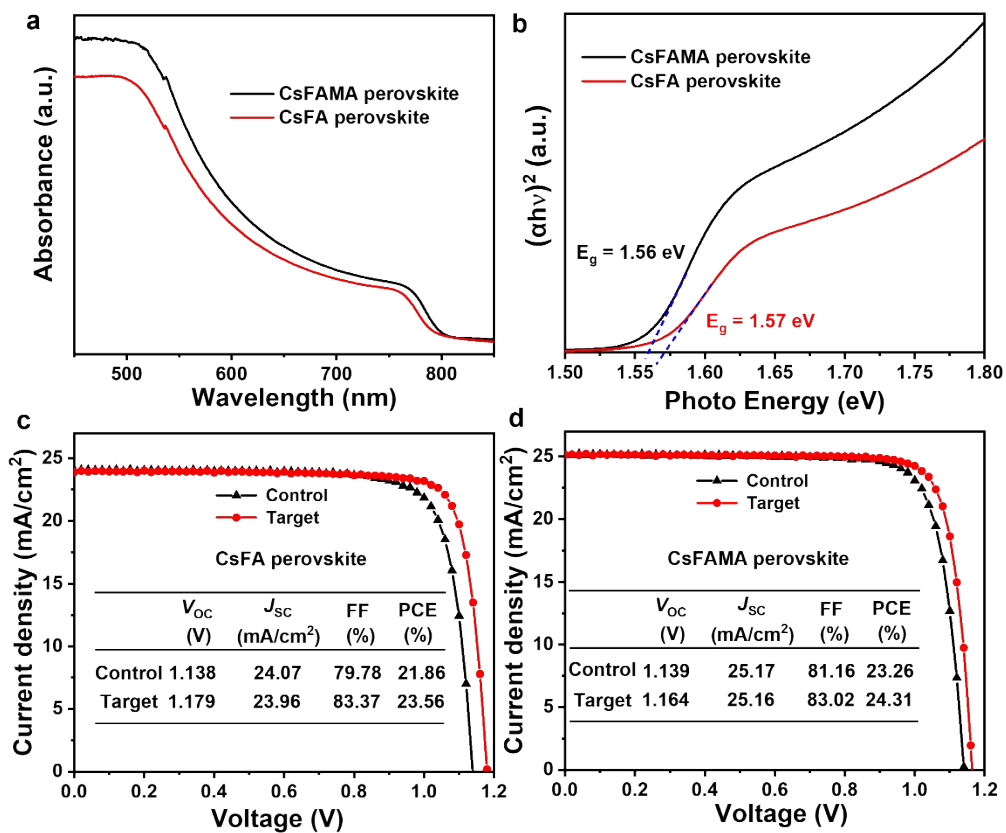 a
CsFAMA perovskite
CsFA perovskite
Absorbance (a.u.)
500
600
700
800
Wavelength (nm)
b
CsFAMA perovskite
CsFA perovskite
(αhν)² (a.u.)
E_g = 1.56 eV
E_g = 1.57 eV
1.50
1.55
1.60
1.65
1.70
1.75
1.80
Photo Energy (eV)
c
25
20
15
10
5
0
Current density (mA/cm²)
Control
Target
CsFA perovskite
V_OC J_SC FF PCE
(V) (mA/cm²) (%) (%)
Control 1.138 24.07 79.78 21.86
Target 1.179 23.96 83.37 23.56
0.0 0.2 0.4 0.6 0.8 1.0 1.2
Voltage (V)
d
25
20
15
10
5
0
Current density (mA/cm²)
Control
Target
CsFAMA perovskite
V_OC J_SC FF PCE
(V) (mA/cm²) (%) (%)
Control 1.139 25.17 81.16 23.26
Target 1.164 25.16 83.02 24.31
0.0 0.2 0.4 0.6 0.8 1.0 1.2
Voltage (V)